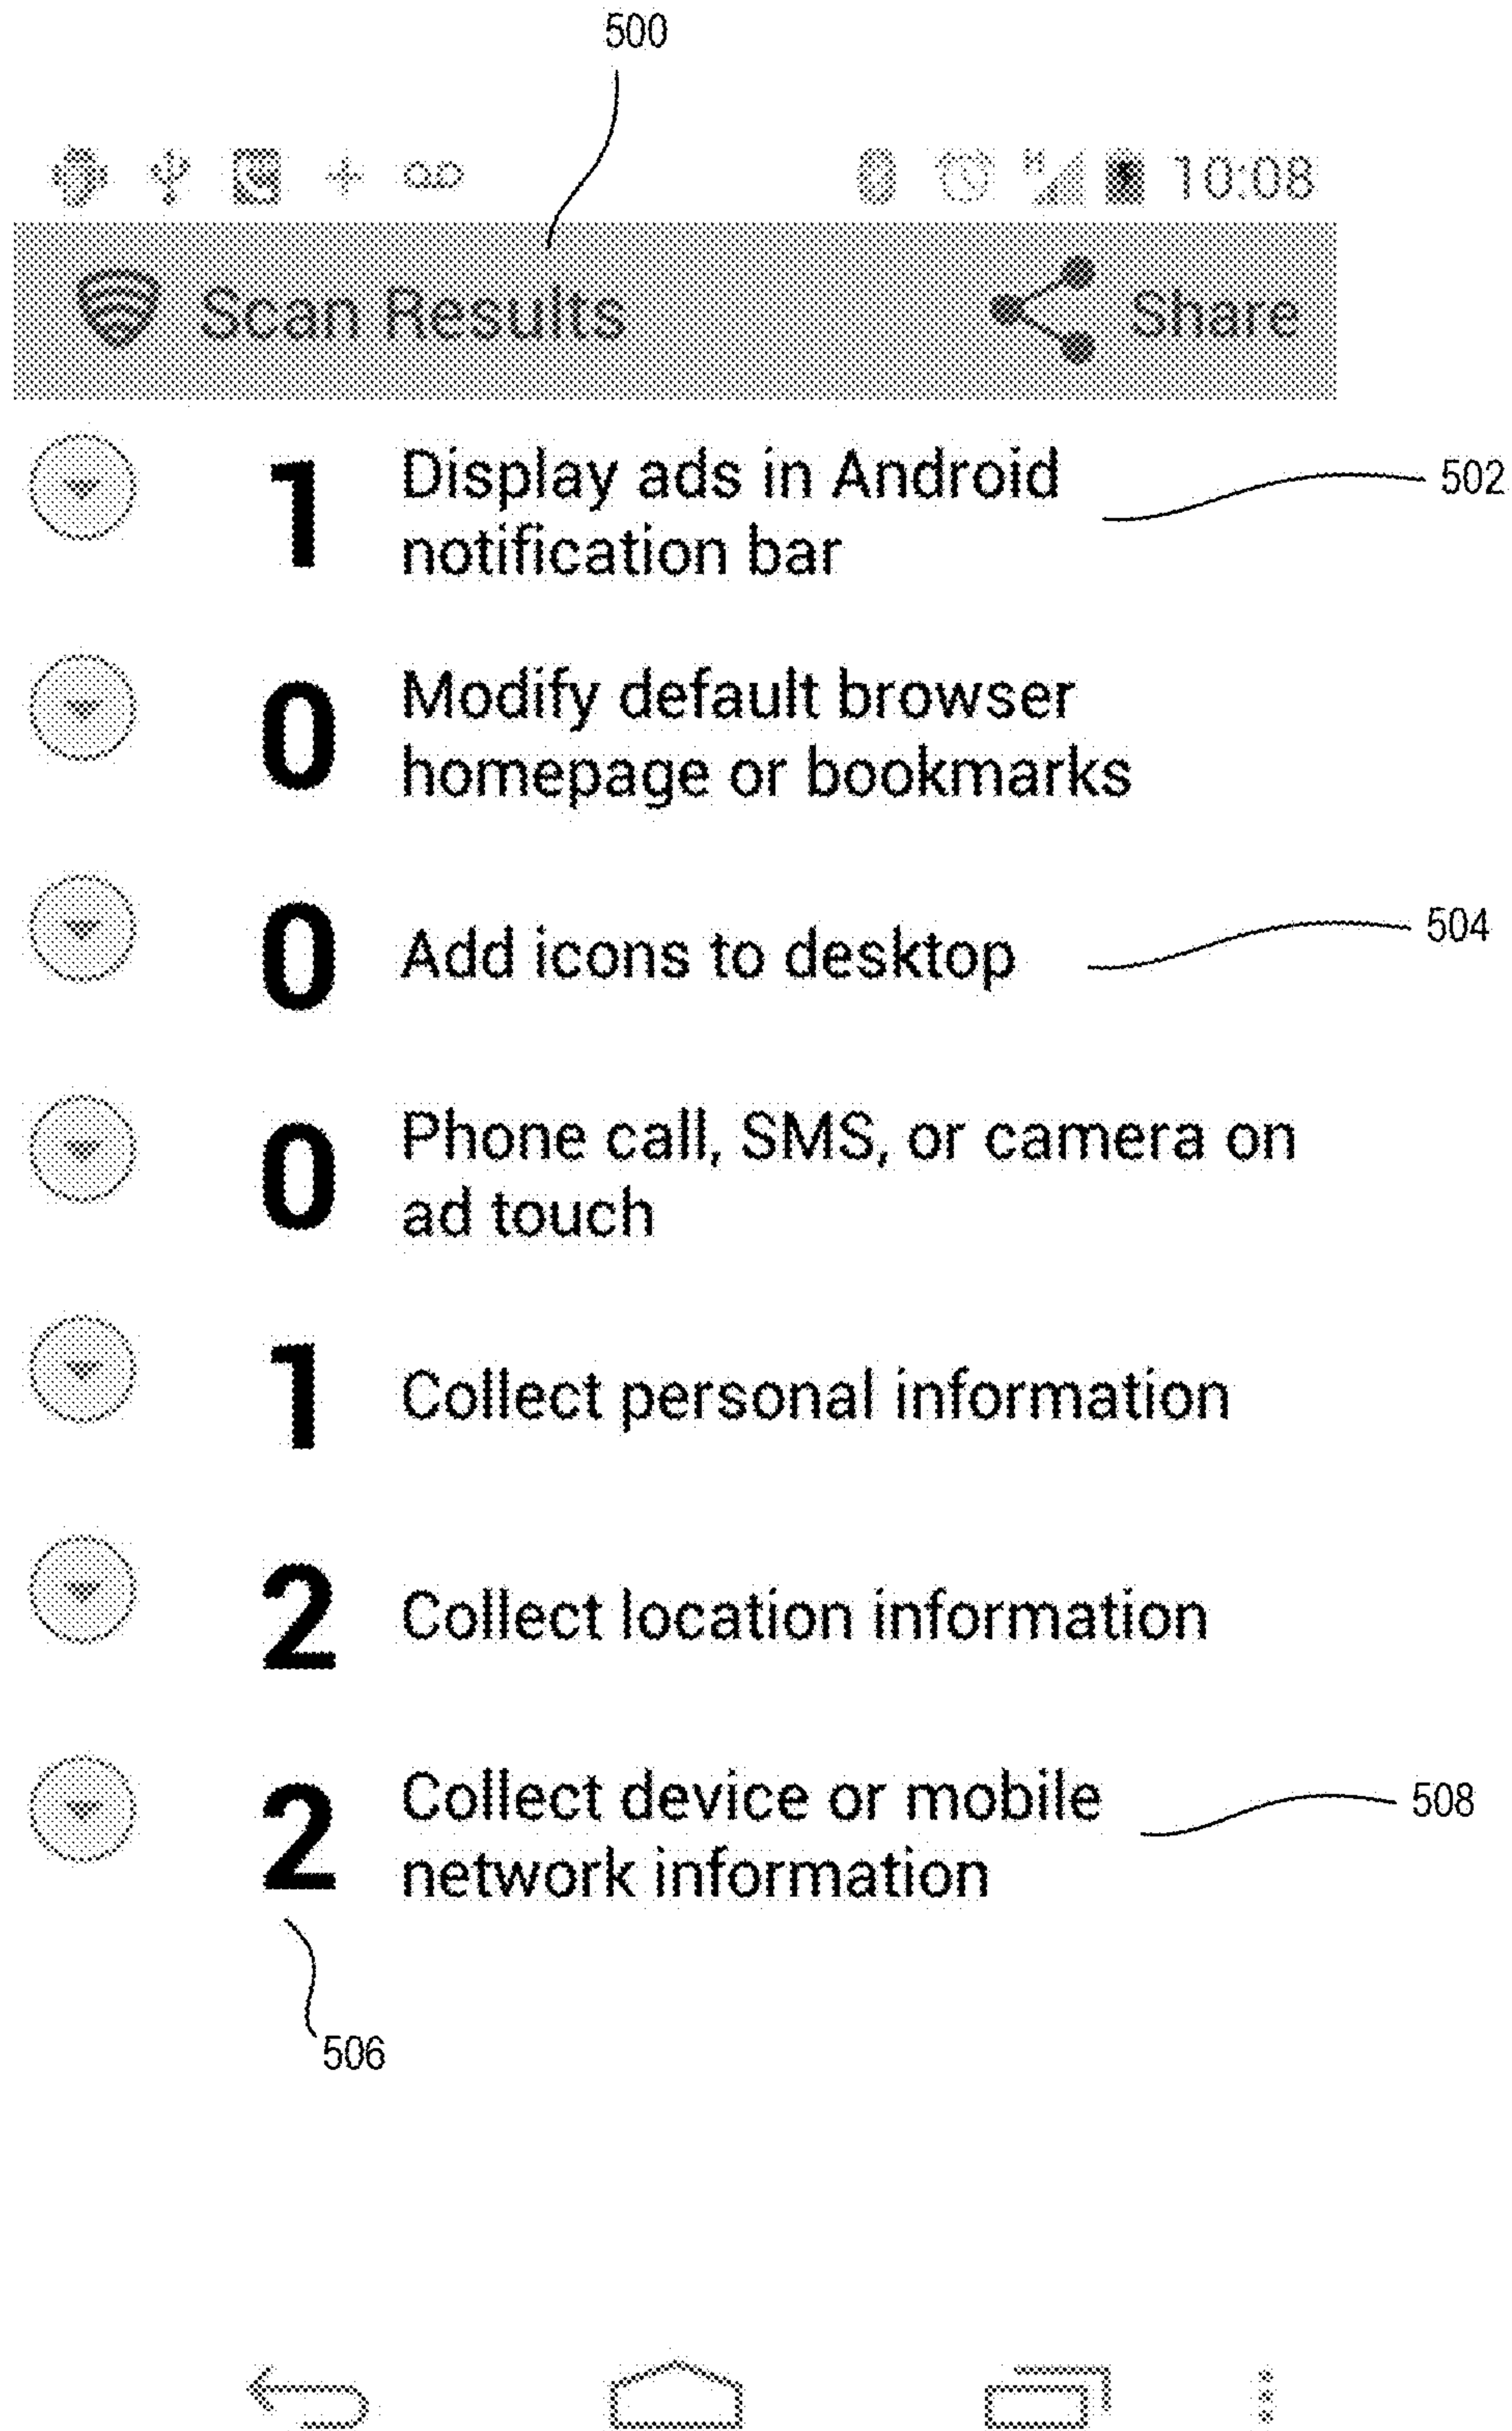 500
10:08
Scan Results Share
1 Display ads in Android
notification bar
502
0 Modify default browser
homepage or bookmarks
0 Add icons to desktop
504
0 Phone call, SMS, or camera on
ad touch
1 Collect personal information
2 Collect location information
2 Collect device or mobile
network information
508
506